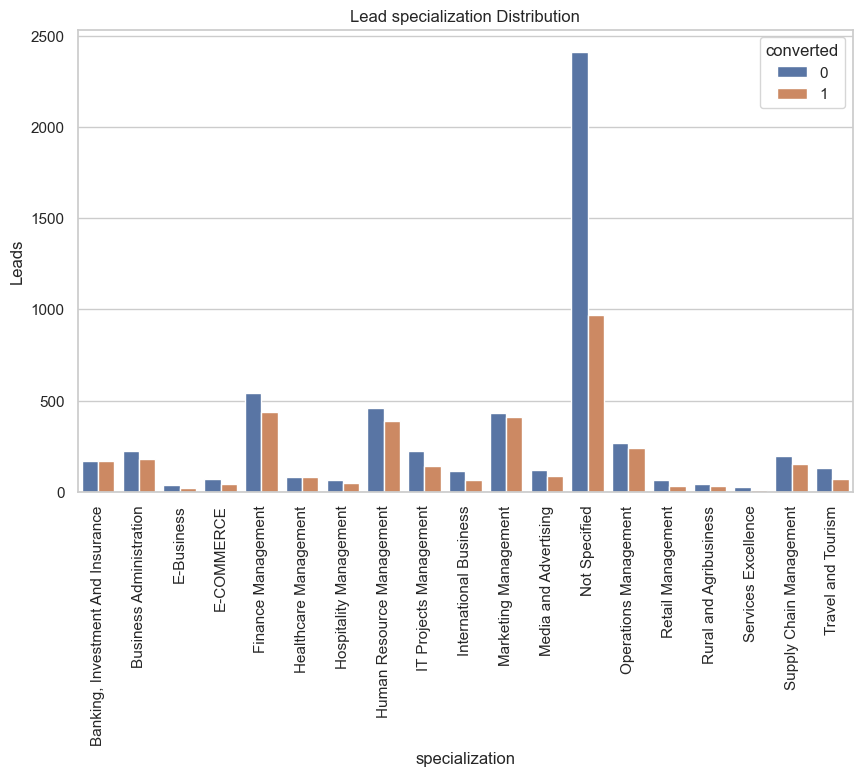 Lead specialization Distribution
converted
0
1
2500
2000
1500
1000
500
0
Leads
Banking, Investment And Insurance
Business Administration
E-Business
E-COMMERCE
Finance Management
Healthcare Management
Hospitality Management
Human Resource Management
IT Projects Management
International Business
Marketing Management
Media and Advertising
Not Specified
Operations Management
Retail Management
Rural and Agribusiness
Services Excellence
Supply Chain Management
Travel and Tourism
specialization